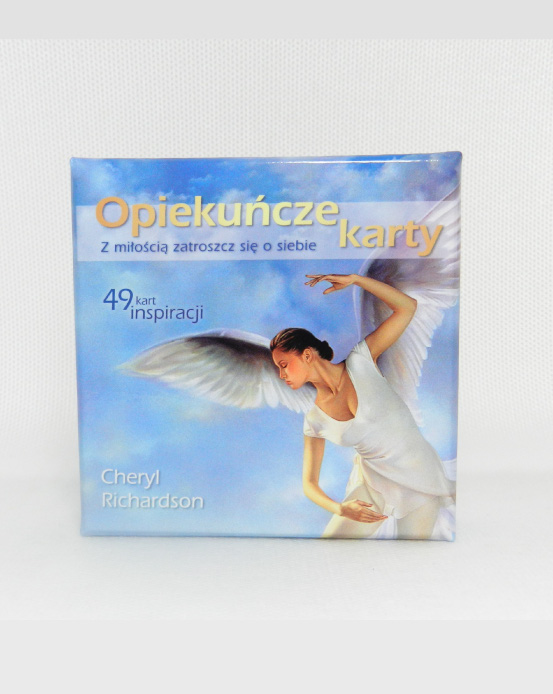 Opiekuńcze
karty
Z miłością zatroszcz się o siebie
49 kart
inspiracji
Cheryl
Richardson